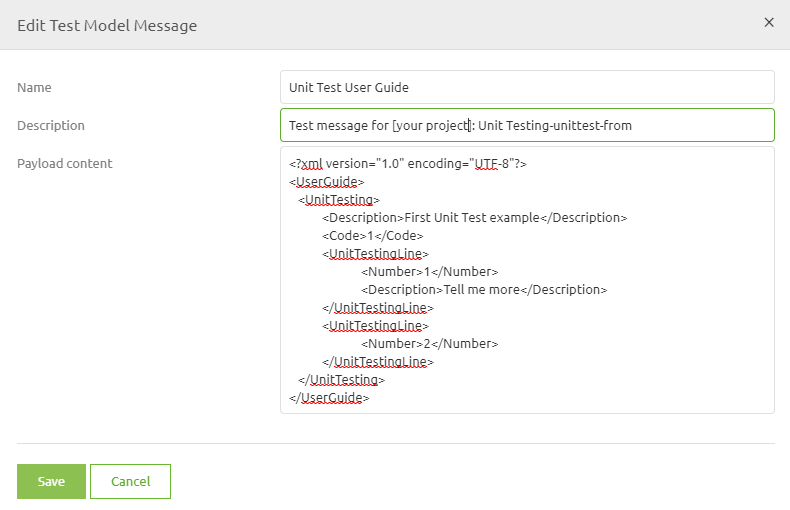 Edit Test Model Message
×
Name
Unit Test User Guide
Description
Test message for [your project]: Unit Testing-unittest-from
Payload content
<?xml version="1.0" encoding="UTF-8"?>
<UserGuide>
  <UnitTesting>
        <Description>First Unit Test example</Description>
        <Code>1</Code>
        <UnitTestingLine>
                <Number>1</Number>
                <Description>Tell me more</Description>
        </UnitTestingLine>
        <UnitTestingLine>
                <Number>2</Number>
        </UnitTestingLine>
  </UnitTesting>
</UserGuide>
Save
Cancel